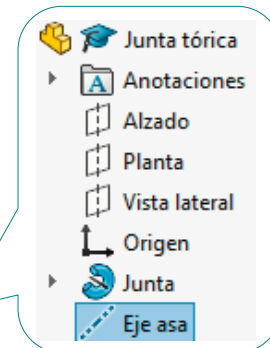 Junta tórica
A Anotaciones
Alzado
Planta
Vista lateral
Origen
Junta
Eje asa